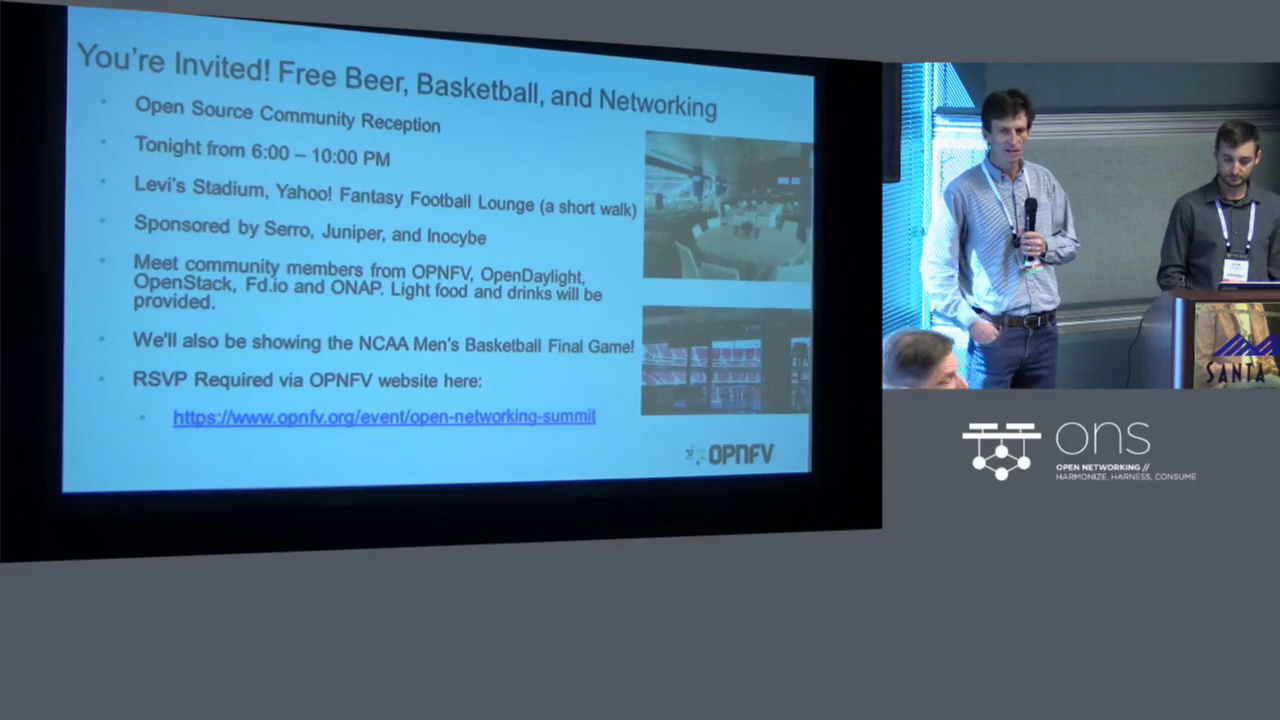 You're Invited! Free Beer, Basketball, and Networking
Open Source Community Reception
Tonight from 6:00 – 10:00 PM
Levi's Stadium, Yahoo! Fantasy Football Lounge (a short walk)
Sponsored by Serro, Juniper, and Inocybe
Meet community members from OPNFV, OpenDaylight,
OpenStack, Fd.io and ONAP. Light food and drinks will be
provided.
We'll also be showing the NCAA Men's Basketball Final Game!
RSVP Required via OPNFV website here:
https://www.opnfv.org/event/open-networking-summit
OPNFV
SANTA
ons
OPEN NETWORKING //
HARMONIZE, HARNESS, CONSUME